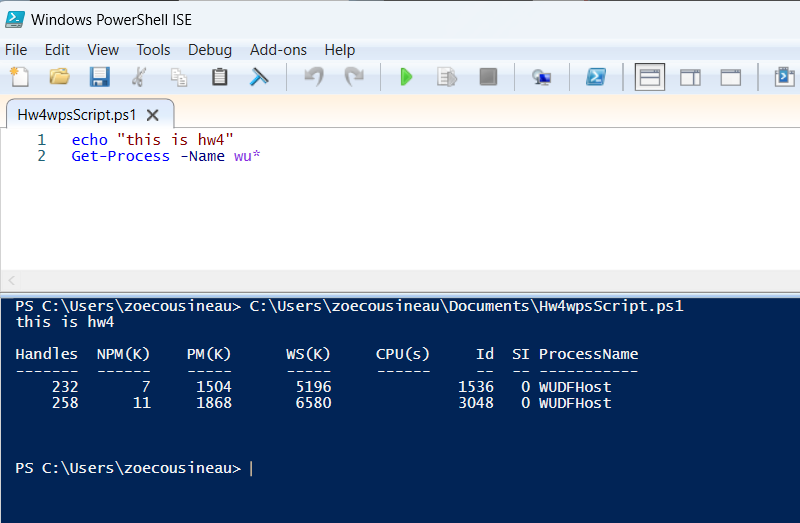 Windows PowerShell ISE
File Edit View Tools Debug Add-ons Help
Hw4wpsScript.ps1
1 echo "this is hw4"
2 Get-Process -Name wu*
PS C:\Users\zoecousineau> C:\Users\zoecousineau\Documents\Hw4wpsScript.ps1
this is hw4
Handles NPM(K) PM(K) WS(K) CPU(s) Id SI ProcessName
------- ------ ----- ----- ------ -- -- -----------
232 7 1504 5196 1536 0 WUDFHost
258 11 1868 6580 3048 0 WUDFHost
PS C:\Users\zoecousineau>